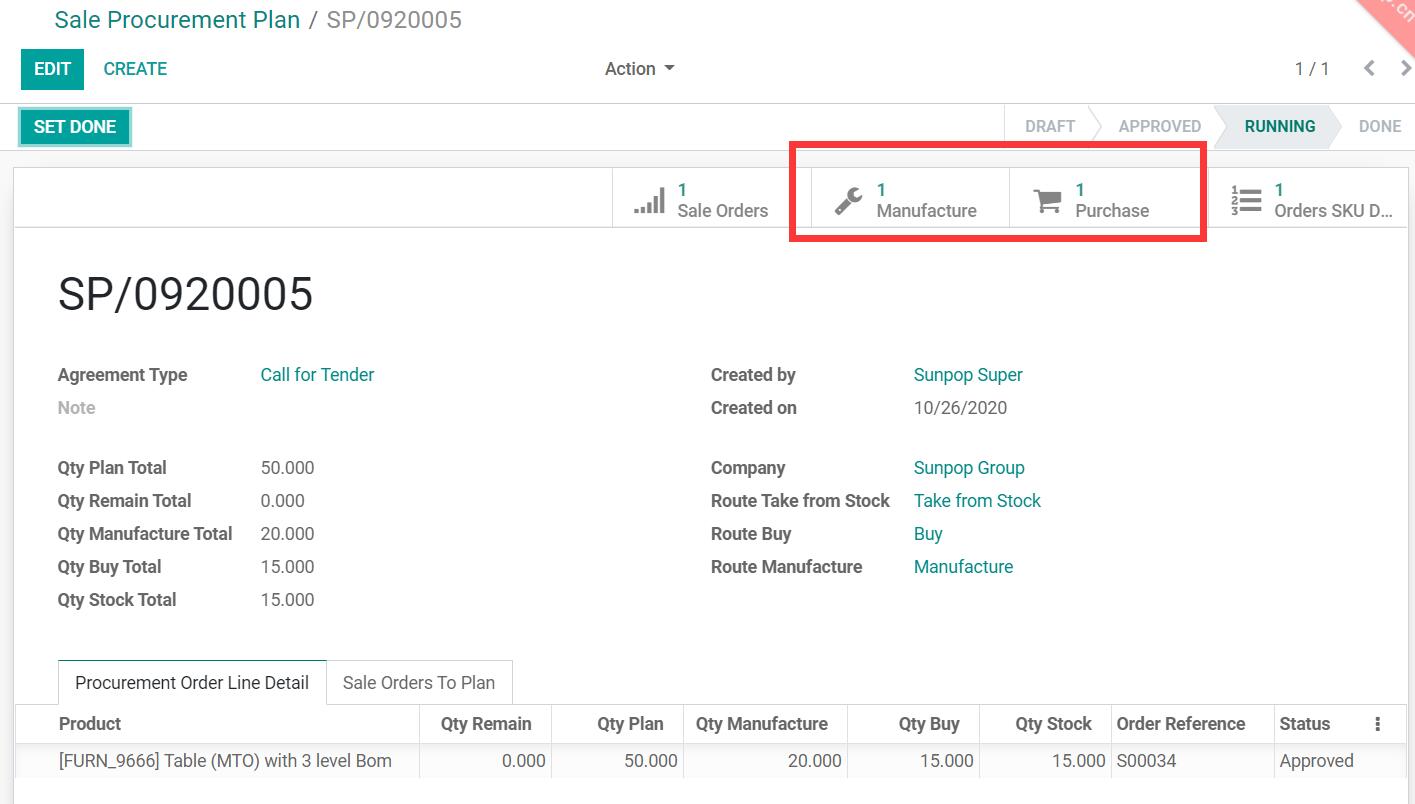 Sale Procurement Plan / SP/0920005
EDIT CREATE Action 1 / 1
SET DONE DRAFT APPROVED RUNNING DONE
1 Sale Orders
1 Manufacture
1 Purchase
1 Orders SKU D...
SP/0920005
Agreement Type Call for Tender Created by Sunpop Super
Note Created on 10/26/2020
Qty Plan Total 50.000 Company Sunpop Group
Qty Remain Total 0.000 Route Take from Stock Take from Stock
Qty Manufacture Total 20.000 Route Buy Buy
Qty Buy Total 15.000 Route Manufacture Manufacture
Qty Stock Total 15.000
Procurement Order Line Detail Sale Orders To Plan
Product Qty Remain Qty Plan Qty Manufacture Qty Buy Qty Stock Order Reference Status
[FURN_9666] Table (MTO) with 3 level Bom 0.000 50.000 20.000 15.000 15.000 S00034 Approved